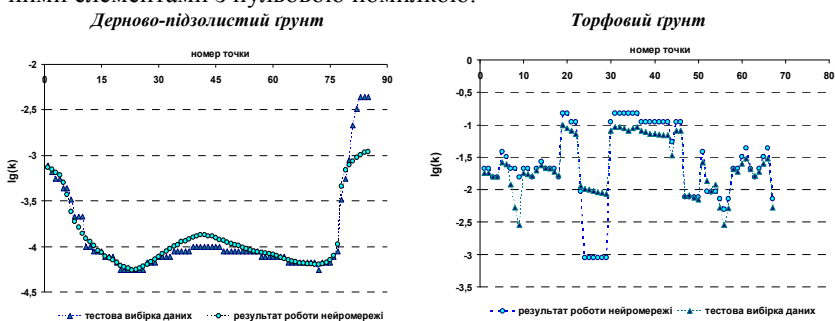 ними елементами з нульовою помилкою.
Дерново-підзолистий ґрунт
Торфовий ґрунт
номер точки
-2
0
15
30
45
60
75
90
-2,5
-3
-3,5
-4
-4,5
lg(k)
тестова вибірка даних
результат роботи нейромережі
номер точки
0
0
10
20
30
40
50
60
70
80
-0,5
-1
-1,5
-2
-2,5
-3
-3,5
lg(k)
результат роботи нейромережі
тестова вибірка даних